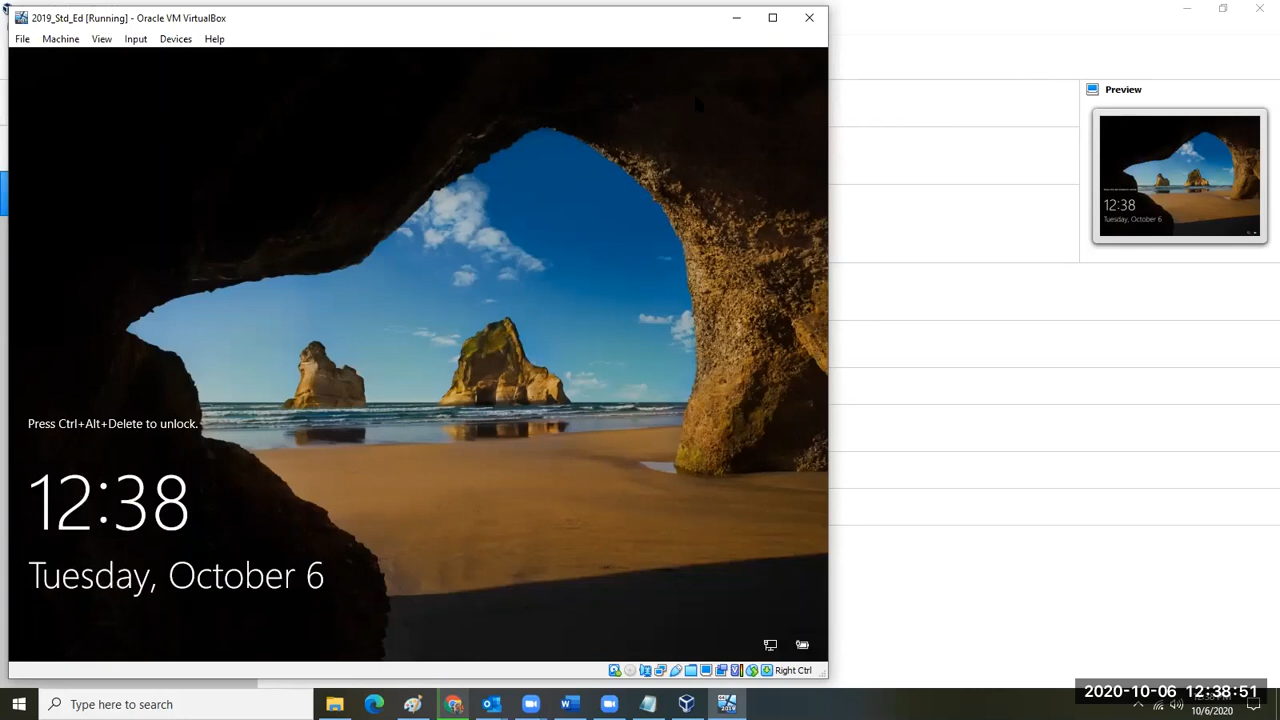 2019_Std_Ed [Running] - Oracle VM VirtualBox
File Machine View Input Devices Help
Preview
12:38
Tuesday, October 6
Press Ctrl+Alt+Delete to unlock.
12:38
Tuesday, October 6
Right Ctrl
Type here to search
2020-10-06 12:38:51
10/6/2020